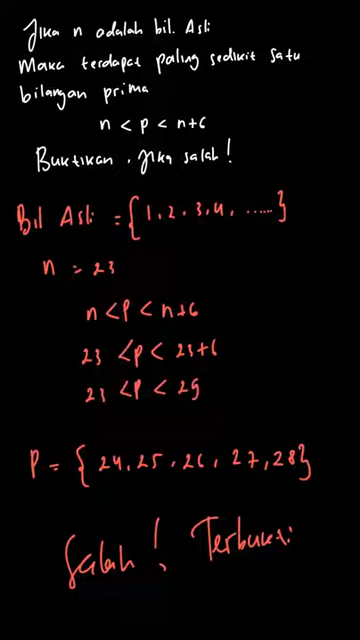 Jika n adalah bil. Asli
Maka terdapat paling sedikit satu
bilangan prima
n < p < n+6
Buktikan, Jika salah!
Bil Asli = {1, 2, 3, 4, ......}
n = 23
n < p < n+6
23 < p < 23+6
23 < p < 29
P = {24, 25, 26, 27, 28}
Salah! Terbukti